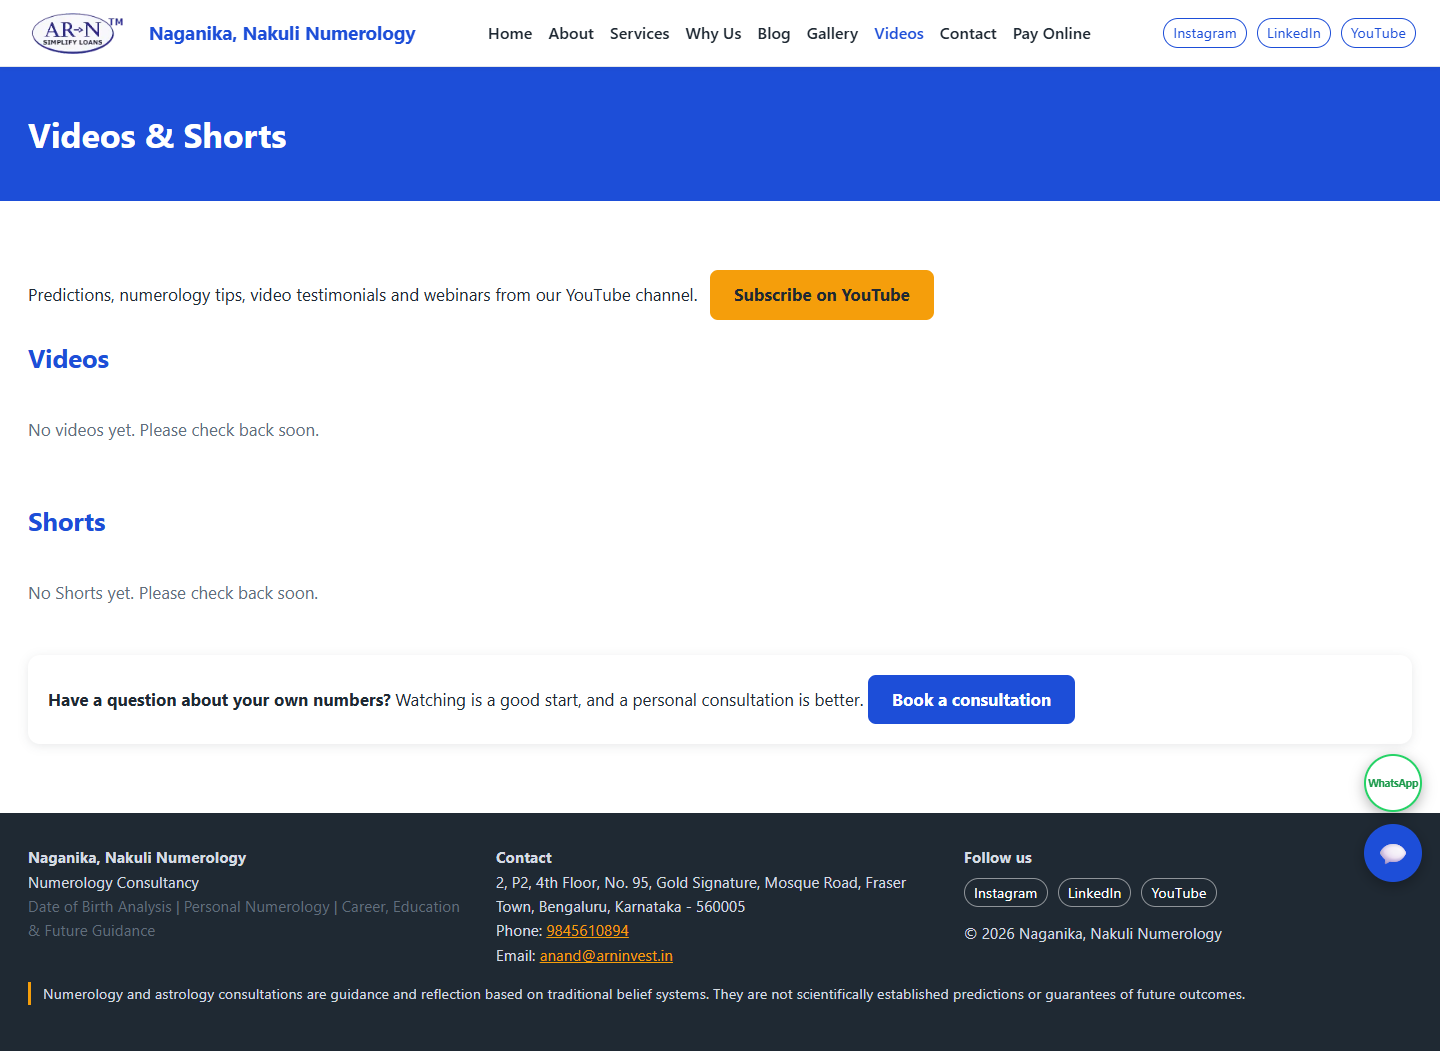 AR→N TM
SIMPLIFY LOANS
Naganika, Nakuli Numerology
Home About Services Why Us Blog Gallery Videos Contact Pay Online
Instagram LinkedIn YouTube
Videos & Shorts
Predictions, numerology tips, video testimonials and webinars from our YouTube channel. Subscribe on YouTube
Videos
No videos yet. Please check back soon.
Shorts
No Shorts yet. Please check back soon.
Have a question about your own numbers? Watching is a good start, and a personal consultation is better. Book a consultation
WhatsApp
Naganika, Nakuli Numerology
Numerology Consultancy
Date of Birth Analysis | Personal Numerology | Career, Education
& Future Guidance
Contact
2, P2, 4th Floor, No. 95, Gold Signature, Mosque Road, Fraser
Town, Bengaluru, Karnataka - 560005
Phone: 9845610894
Email: anand@arninvest.in
Follow us
Instagram LinkedIn YouTube
© 2026 Naganika, Nakuli Numerology
Numerology and astrology consultations are guidance and reflection based on traditional belief systems. They are not scientifically established predictions or guarantees of future outcomes.